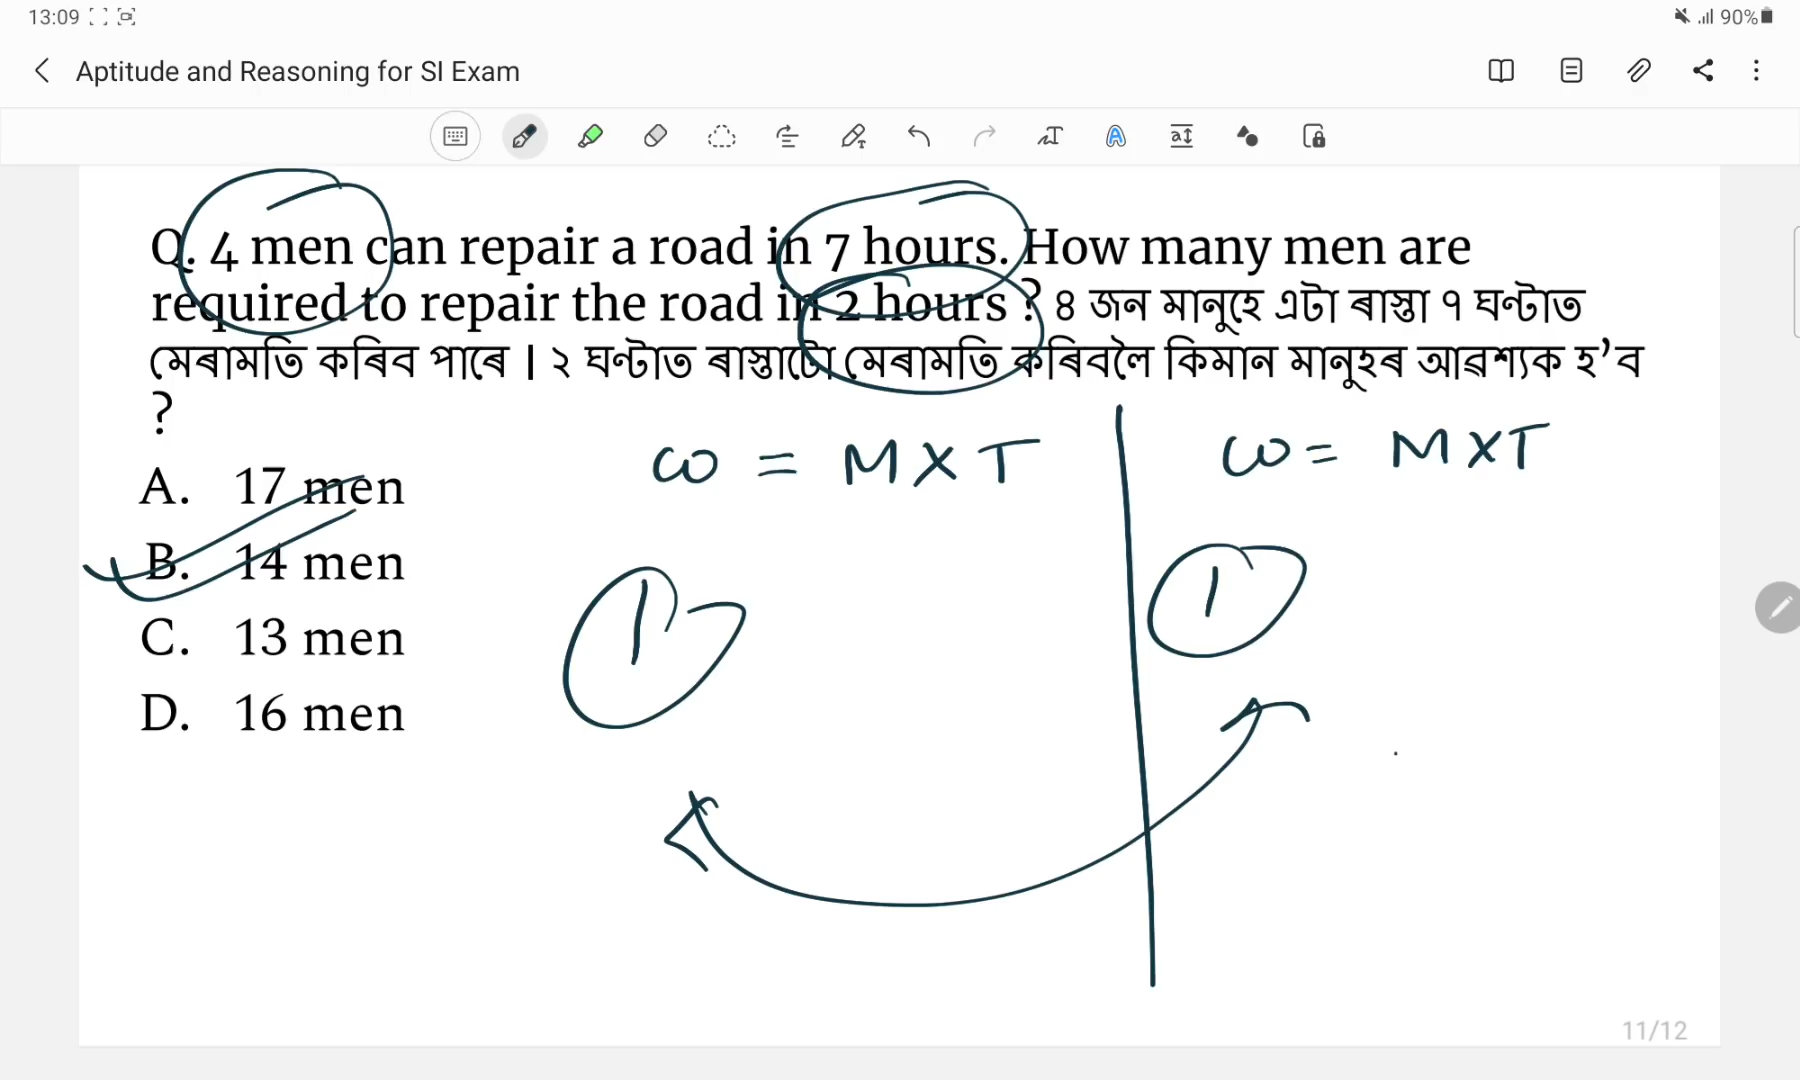 13:09 90%
Aptitude and Reasoning for SI Exam
Q. 4 men can repair a road in 7 hours. How many men are
required to repair the road in 2 hours ? ৪ জন মানুহে এটা ৰাস্তা ৭ ঘণ্টাত
মেৰামতি কৰিব পাৰে | ২ ঘণ্টাত ৰাস্তাটো মেৰামতি কৰিবলৈ কিমান মানুহৰ আৱশ্যক হ’ব
?
W = M X T
W = M X T
A. 17 men
B. 14 men
C. 13 men
D. 16 men
1
1
11/12